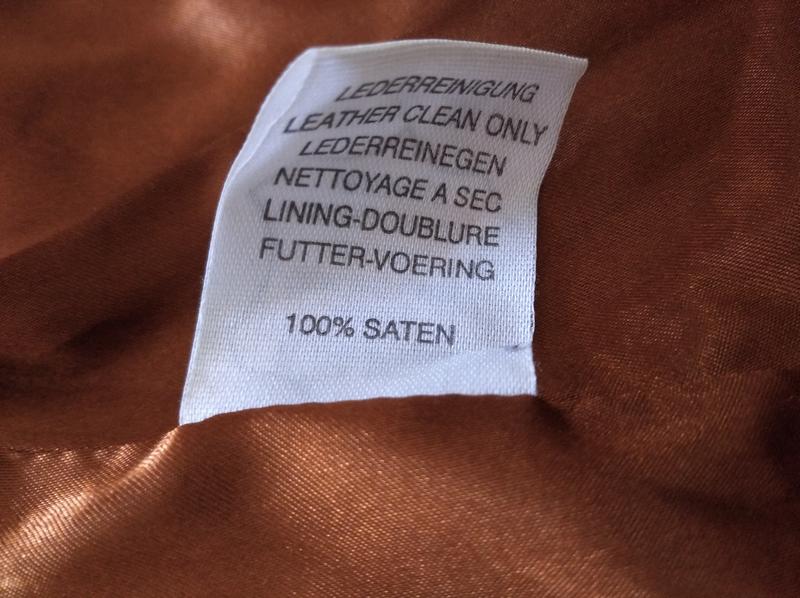 LEDERREINIGUNG
LEATHER CLEAN ONLY
LEDERREINEGEN
NETTOYAGE A SEC
LINING-DOUBLURE
FUTTER-VOERING
100% SATEN